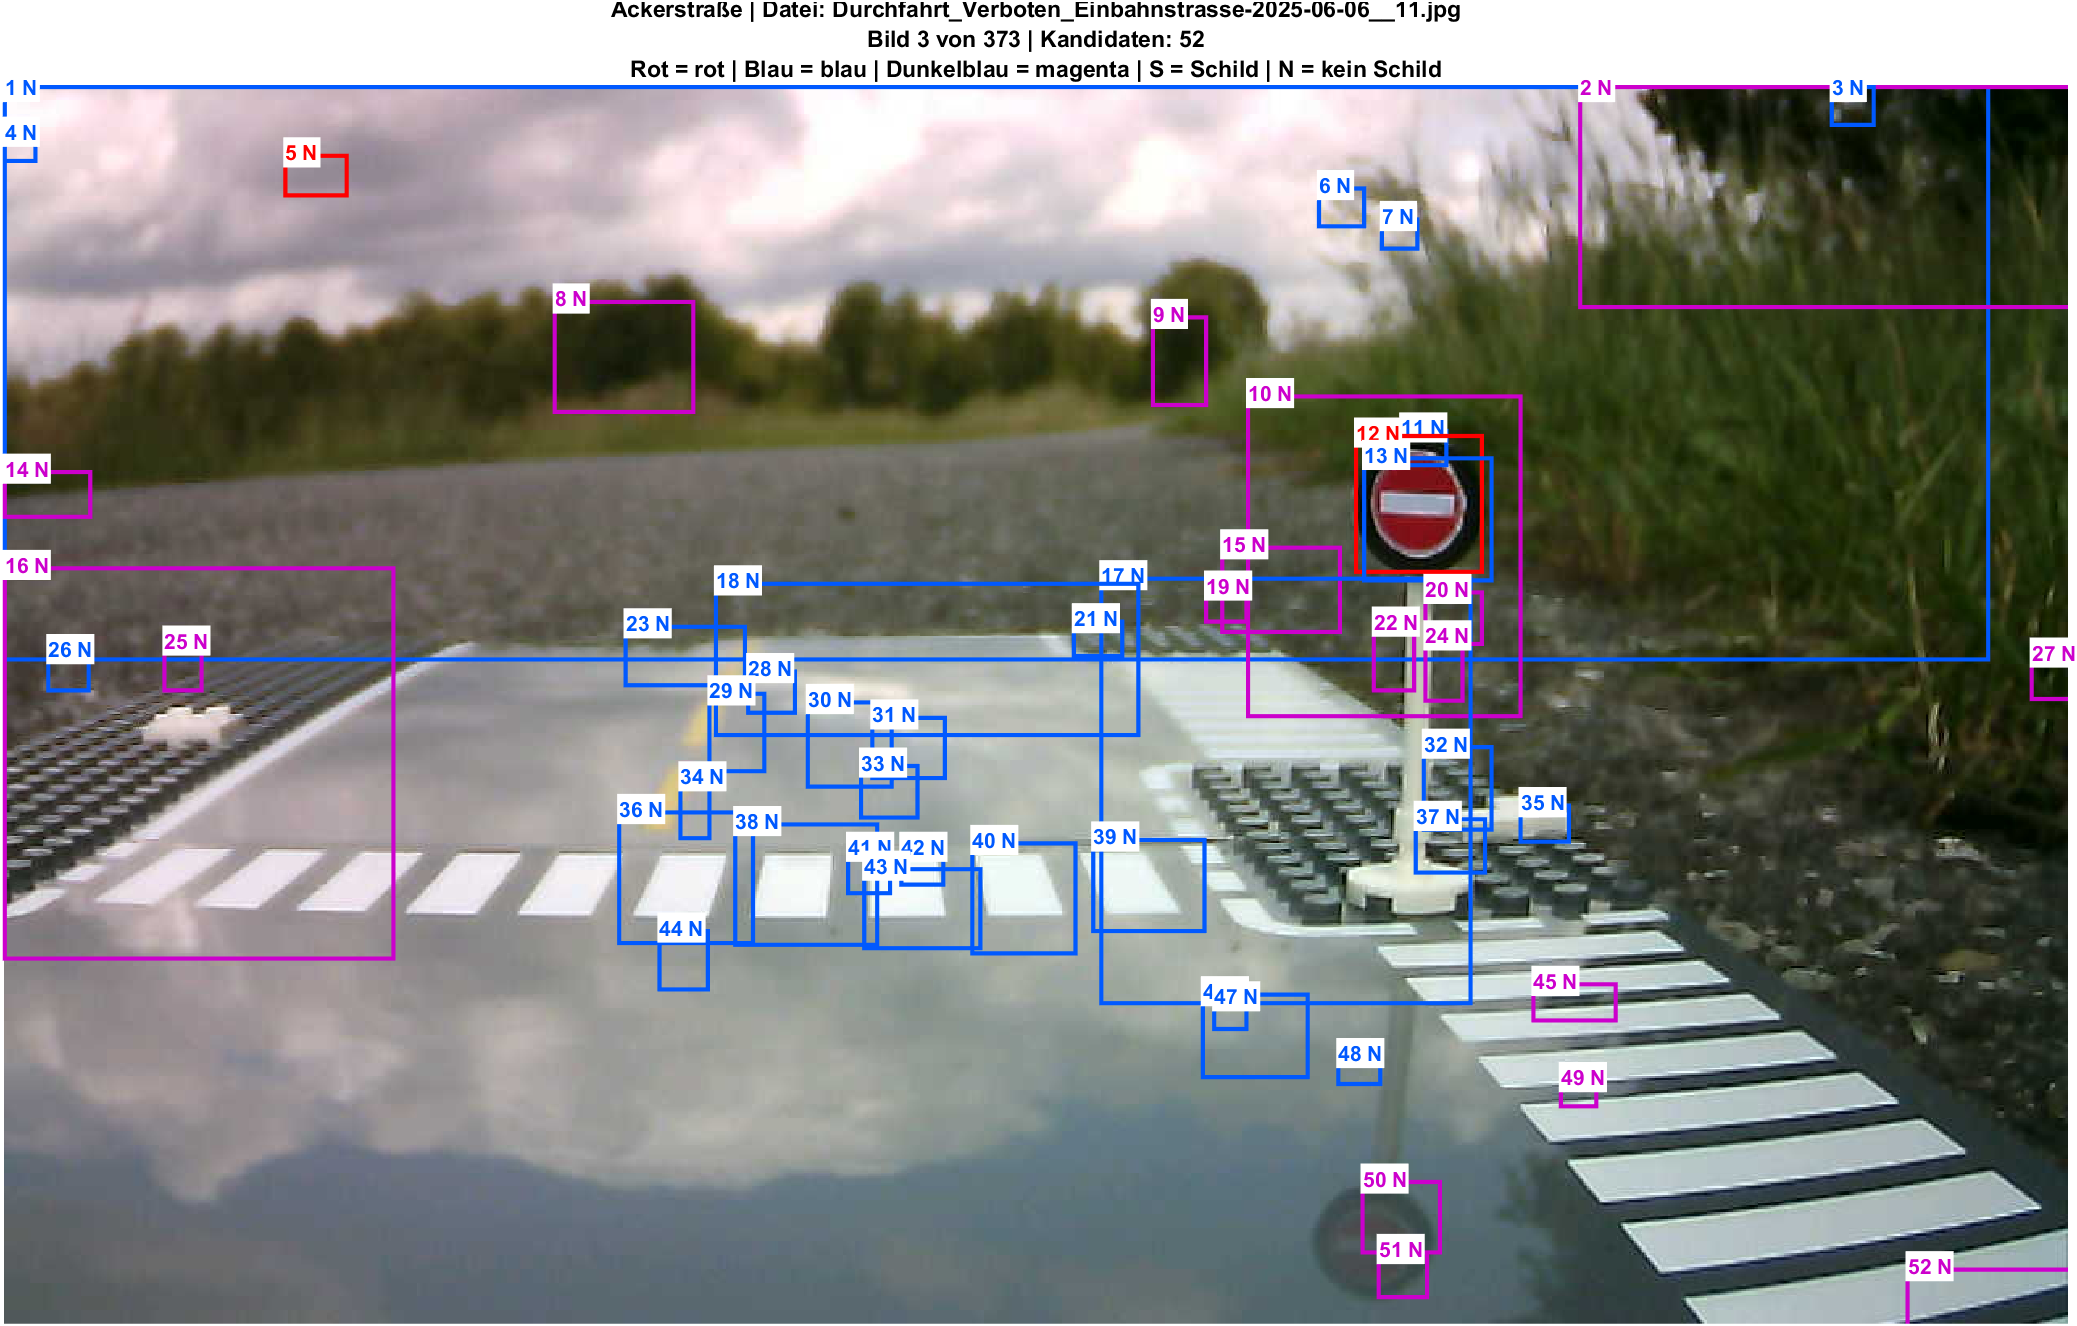 Ackerstraße | Datei: Durchfahrt_Verboten_Einbahnstrasse-2025-06-06__11.jpg
Bild 3 von 373 | Kandidaten: 52
Rot = rot | Blau = blau | Dunkelblau = magenta | S = Schild | N = kein Schild
1 N
2 N
3 N
4 N
5 N
6 N
7 N
8 N
9 N
10 N
11 N
12 N
13 N
14 N
15 N
16 N
17 N
18 N
19 N
20 N
21 N
22 N
23 N
24 N
25 N
26 N
27 N
28 N
29 N
30 N
31 N
32 N
33 N
34 N
35 N
36 N
37 N
38 N
39 N
40 N
41 N
42 N
43 N
44 N
45 N
47 N
48 N
49 N
50 N
51 N
52 N